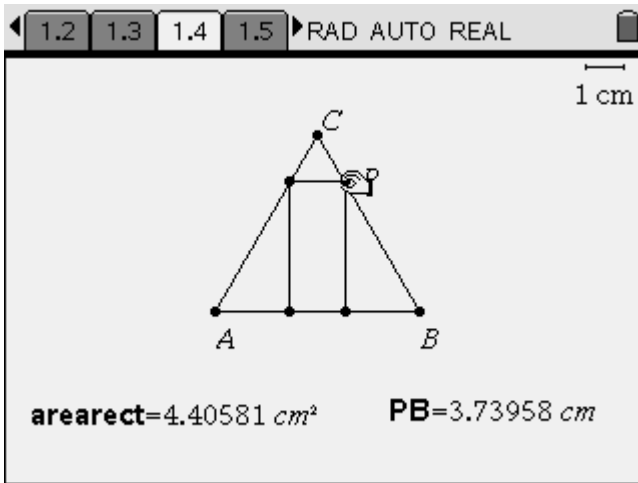 1.2 1.3 1.4 1.5 RAD AUTO REAL
1 cm
C
P
A B
arearect=4.40581 cm² PB=3.73958 cm